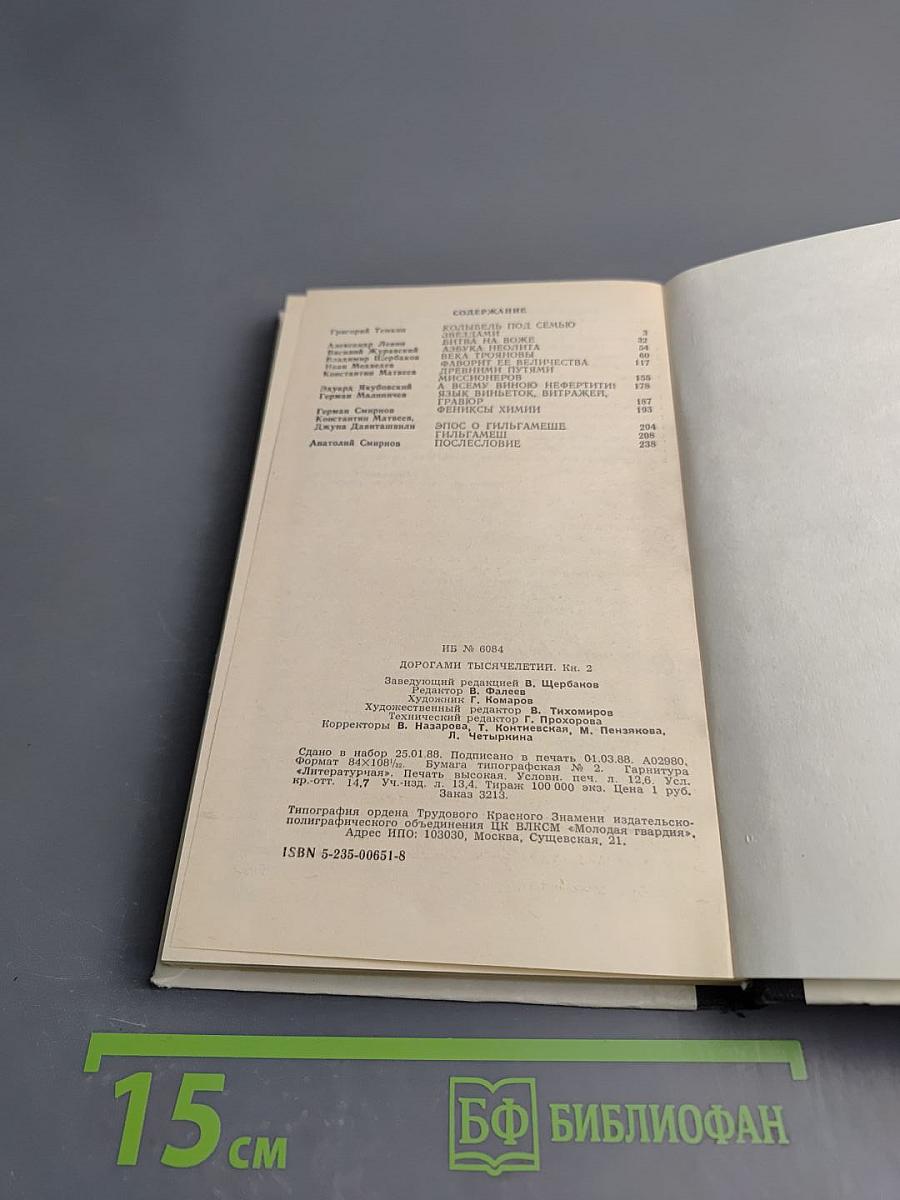 СОДЕРЖАНИЕ
Григорий Темкин КОЛЫБЕЛЬ ПОД СЕМЬЮ
ЗВЕЗДАМИ 3
Александр Левин БИТВА НА ВОЖЕ 32
Василий Журавский АЗБУКА НЕОЛИТА 54
Владимир Щербаков ВЕКА ТРОЯНОВЫ 60
Иван Медведев ФАВОРИТ ЕЕ ВЕЛИЧЕСТВА 117
Константин Матвеев ДРЕВНИМИ ПУТЯМИ
МИССИОНЕРОВ 155
Эдуард Якубовский А ВСЕМУ ВИНОЮ НЕФЕРТИТИ! 178
Герман Малиничев ЯЗЫК ВИНЬЕТОК, ВИТРАЖЕЙ,
ГРАВЮР 187
Герман Смирнов ФЕНИКСЫ ХИМИИ 193
Константин Матвеев,
Джуна Давиташвили ЭПОС О ГИЛЬГАМЕШЕ 204
ГИЛЬГАМЕШ 208
Анатолий Смирнов ПОСЛЕСЛОВИЕ 238
ИБ № 6084
ДОРОГАМИ ТЫСЯЧЕЛЕТИЙ. Кн. 2
Заведующий редакцией В. Щербаков
Редактор В. Фалеев
Художник Г. Комаров
Художественный редактор В. Тихомиров
Технический редактор Г. Прохорова
Корректоры В. Назарова, Т. Контиевская, М. Пензякова,
Л. Четыркина
Сдано в набор 25.01.88. Подписано в печать 01.03.88. А02980.
Формат 84×108¹/₃₂. Бумага типографская № 2. Гарнитура
«Литературная». Печать высокая. Условн. печ. л. 12,6. Усл.
кр.-отт. 14,7 Уч.-изд. л. 13,4. Тираж 100 000 экз. Цена 1 руб.
Заказ 3213.
Типография ордена Трудового Красного Знамени издательско-
полиграфического объединения ЦК ВЛКСМ «Молодая гвардия».
Адрес ИПО: 103030, Москва, Сущевская, 21.
ISBN 5-235-00651-8
15 см
БФ БИБЛИОФАН